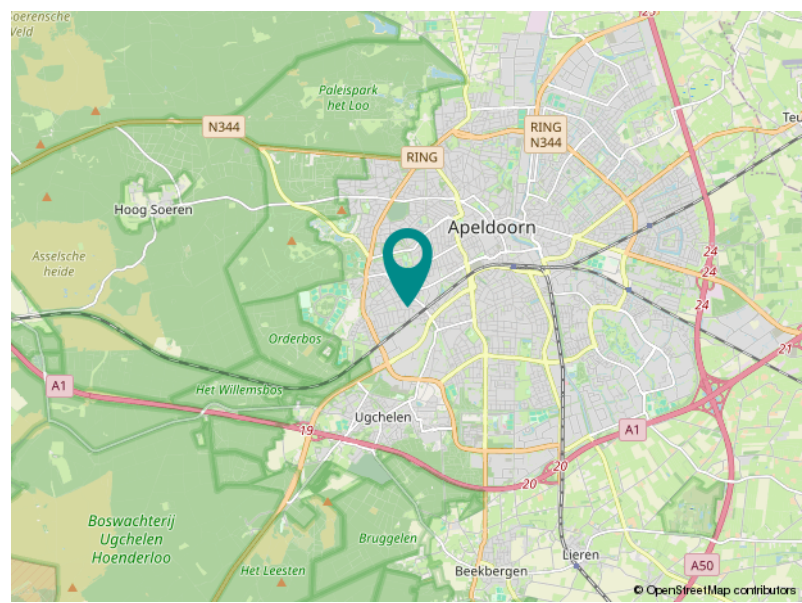 Soerensche
Veld
25
Paleispark
het Loo
Teu
N344
RING
N344
RING
Hoog Soeren
Apeldoorn
Asselsche
heide
24
24
24
Orderbos
21
A1
Het Willemsbos
Ugchelen
19
A1
20
20
Boswachterij
Ugchelen
Hoenderloo
Bruggelen
Lieren
Het Leesten
Beekbergen
A50
© OpenStreetMap contributors